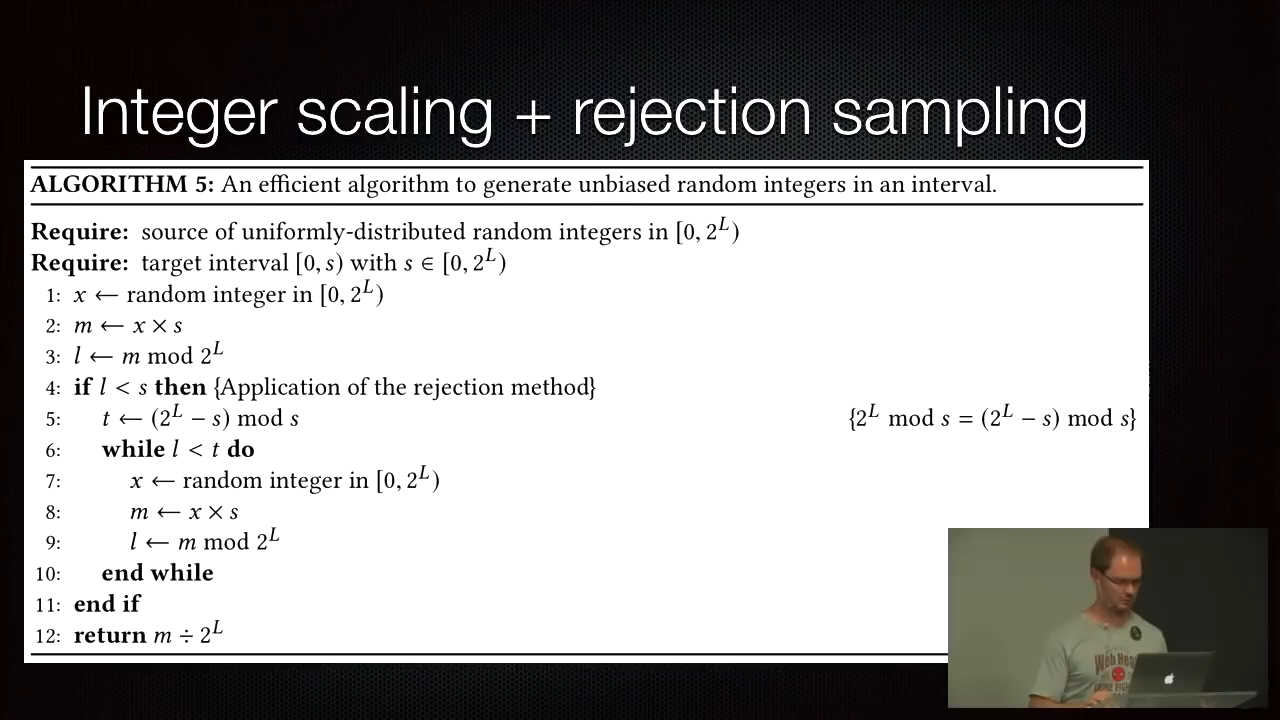 Integer scaling + rejection sampling
ALGORITHM 5: An efficient algorithm to generate unbiased random integers in an interval.
Require: source of uniformly-distributed random integers in [0, 2^L)
Require: target interval [0, s) with s ∈ [0, 2^L)
1: x ← random integer in [0, 2^L)
2: m ← x × s
3: l ← m mod 2^L
4: if l < s then {Application of the rejection method}
5: t ← (2^L − s) mod s {2^L mod s = (2^L − s) mod s}
6: while l < t do
7: x ← random integer in [0, 2^L)
8: m ← x × s
9: l ← m mod 2^L
10: end while
11: end if
12: return m ÷ 2^L
Web